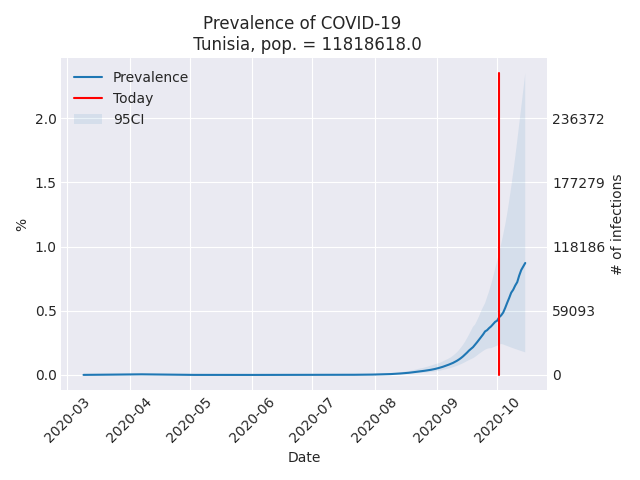 Prevalence of COVID-19
Tunisia, pop. = 11818618.0
Prevalence
Today
95CI
2.0
1.5
1.0
0.5
0.0
%
236372
177279
118186
59093
0
# of infections
2020-03
2020-04
2020-05
2020-06
2020-07
2020-08
2020-09
2020-10
Date